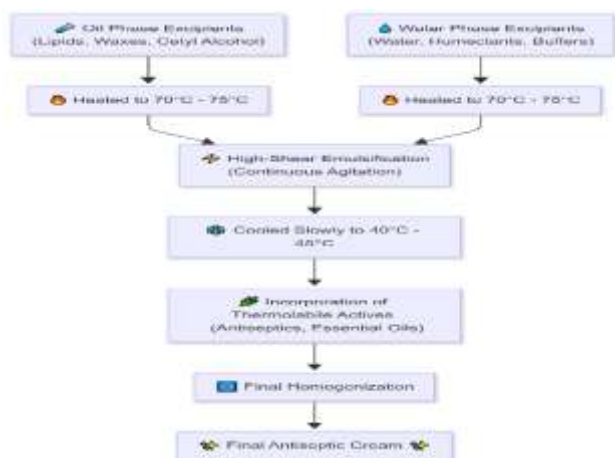 Oil Phase Excipients
(Lipids, Waxes, Cetyl Alcohol)
Water Phase Excipients
(Water, Humectants, Buffers)
Heated to 70°C - 75°C
Heated to 70°C - 75°C
High-Shear Emulsification
(Continuous Agitation)
Cooled Slowly to 40°C -
45°C
Incorporation of
Thermolabile Actives
(Antiseptics, Essential Oils)
Final Homogenization
Final Antiseptic Cream